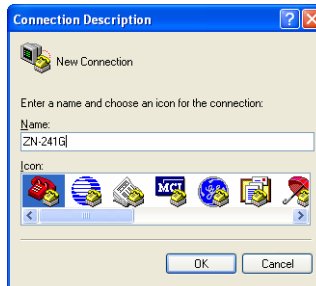 Connection Description
New Connection
Enter a name and choose an icon for the connection:
Name:
ZN-241G
Icon:
MCI
OK
Cancel